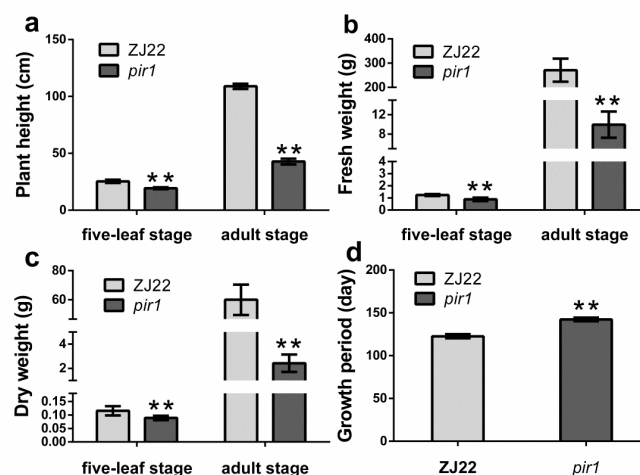 a
ZJ22
pir1
Plant height (cm)
150
100
50
0
**
**
five-leaf stage
adult stage
b
ZJ22
pir1
Fresh weight (g)
400
300
200
12
8
4
3
2
1
0
**
**
five-leaf stage
adult stage
c
ZJ22
pir1
Dry weight (g)
80
60
4
2
0.15
0.10
0.05
0.00
**
**
five-leaf stage
adult stage
d
ZJ22
pir1
Growth period (day)
200
150
100
50
0
**
ZJ22
pir1